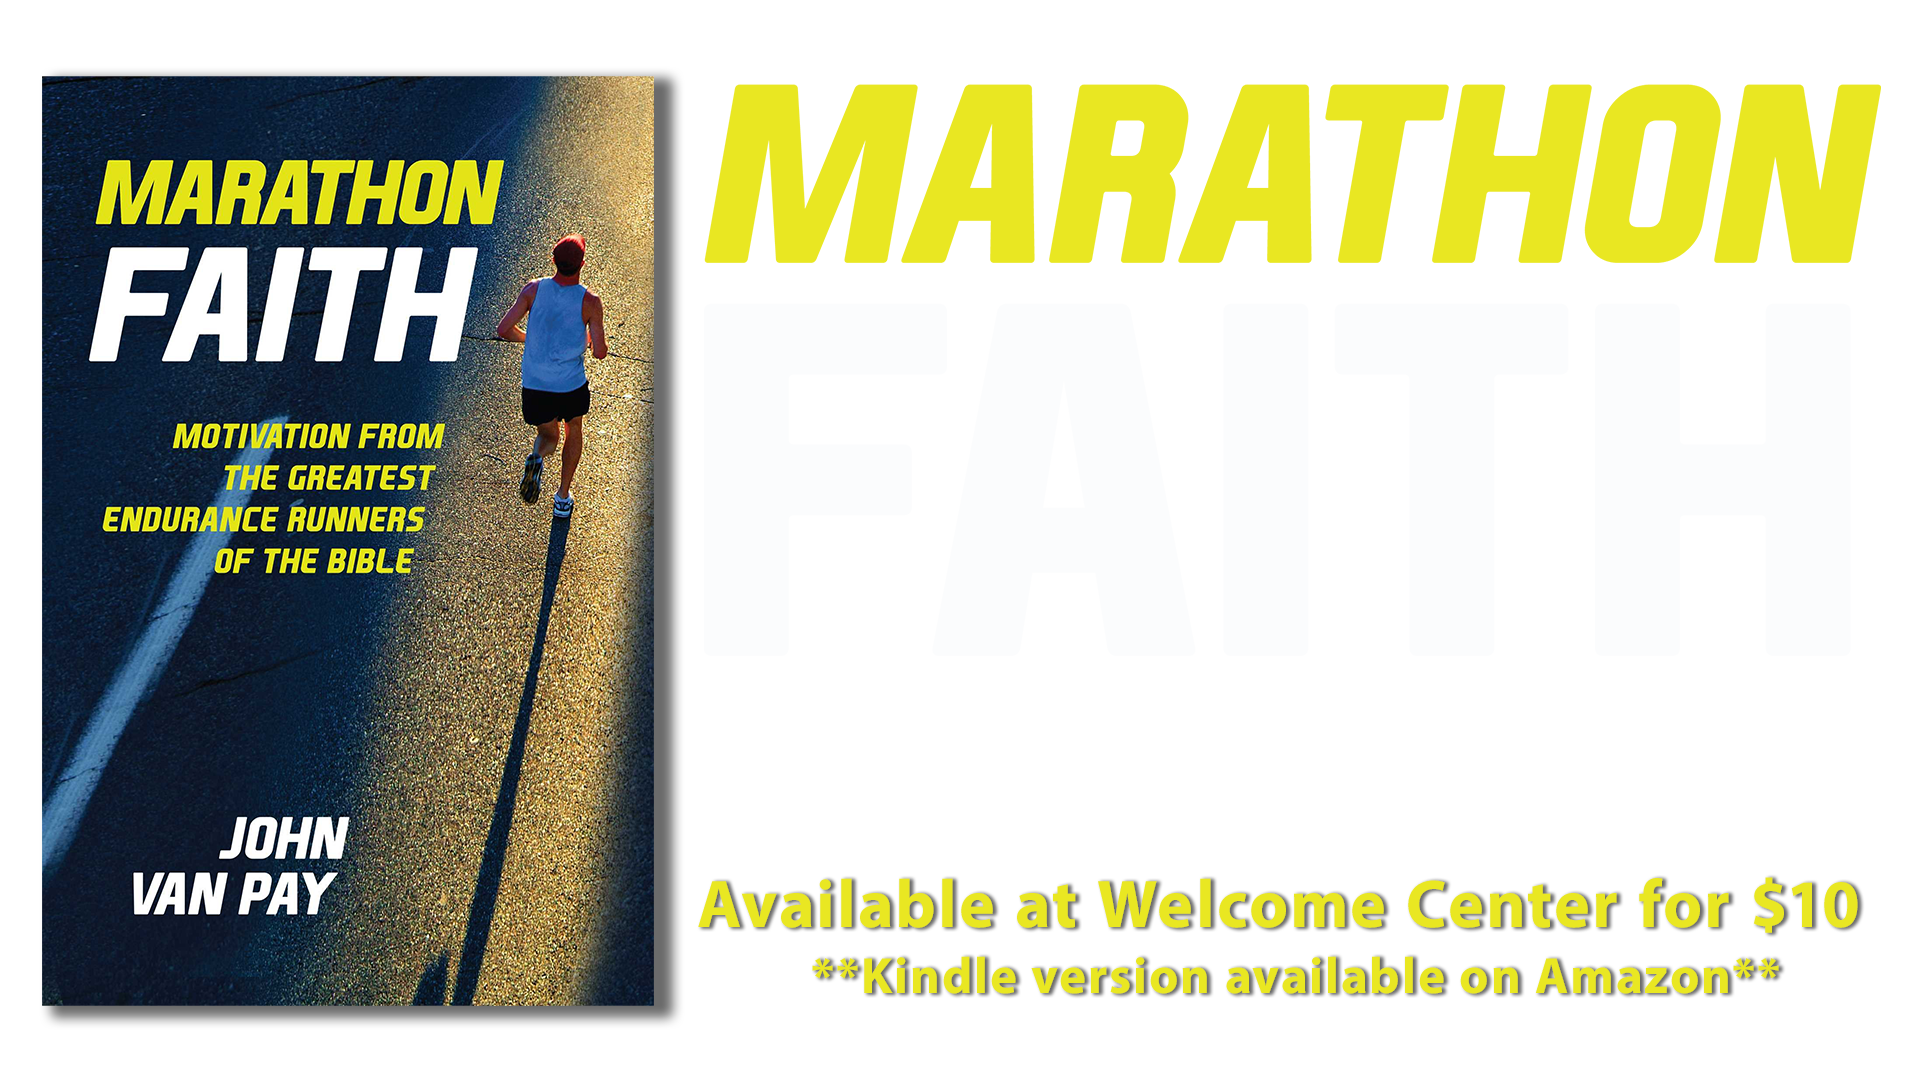 MARATHON
FAITH
MOTIVATION FROM
THE GREATEST
ENDURANCE RUNNERS
OF THE BIBLE
JOHN
VAN PAY
MARATHON
FAITH
Available at Welcome Center for $10
**Kindle version available on Amazon**